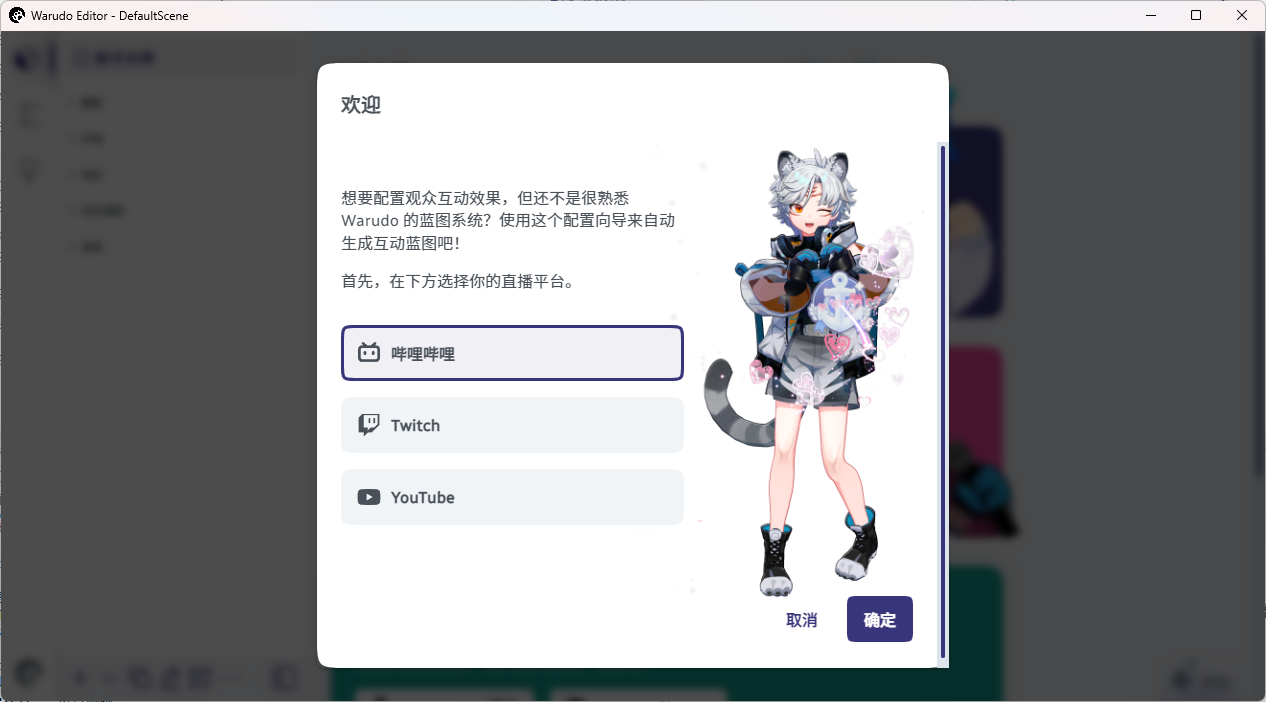 Warudo Editor - DefaultScene
欢迎
想要配置观众互动效果，但还不是很熟悉
Warudo 的蓝图系统？使用这个配置向导来自动
生成互动蓝图吧！
首先，在下方选择你的直播平台。
哔哩哔哩
Twitch
YouTube
取消
确定